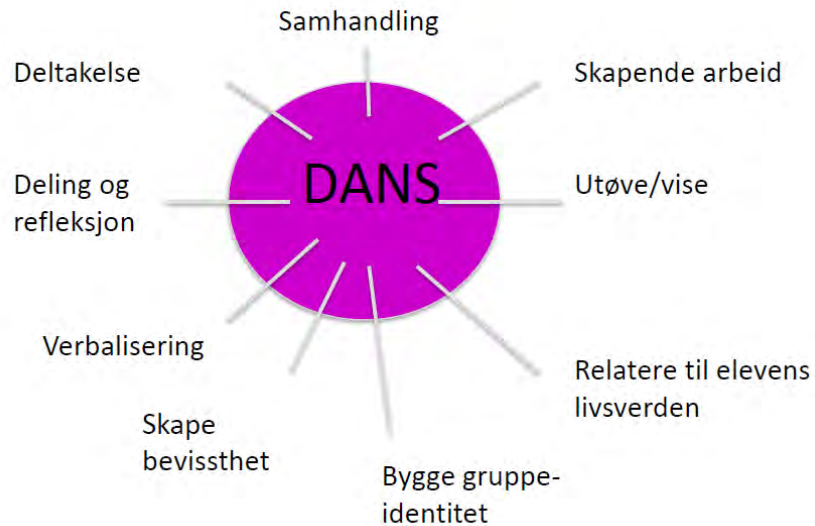 Samhandling
Deltakelse
Skapende arbeid
DANS
Deling og
refleksjon
Utøve/vise
Verbalisering
Relatere til elevens
livsverden
Skape
bevissthet
Bygge gruppe-
identitet